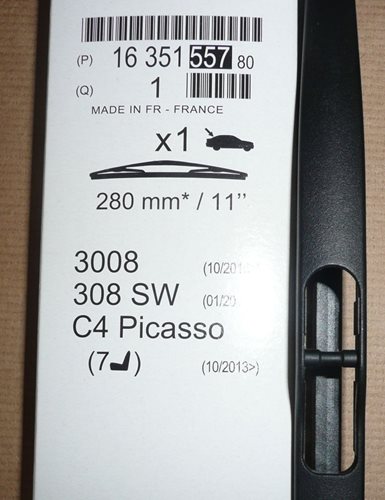 (P) 16 351 557 80
(Q) 1
MADE IN FR - FRANCE
x1
280 mm* / 11’’
3008
308 SW
C4 Picasso
(7 ) (10/2013>)